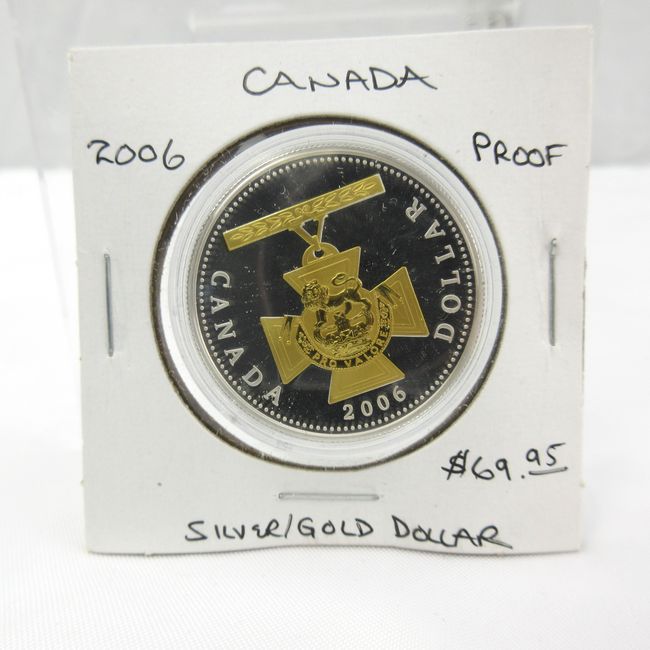 CANADA
2006
PROOF
CANADA
DOLLAR
PRO VALORE
2006
$69.95
SILVER/GOLD DOLLAR